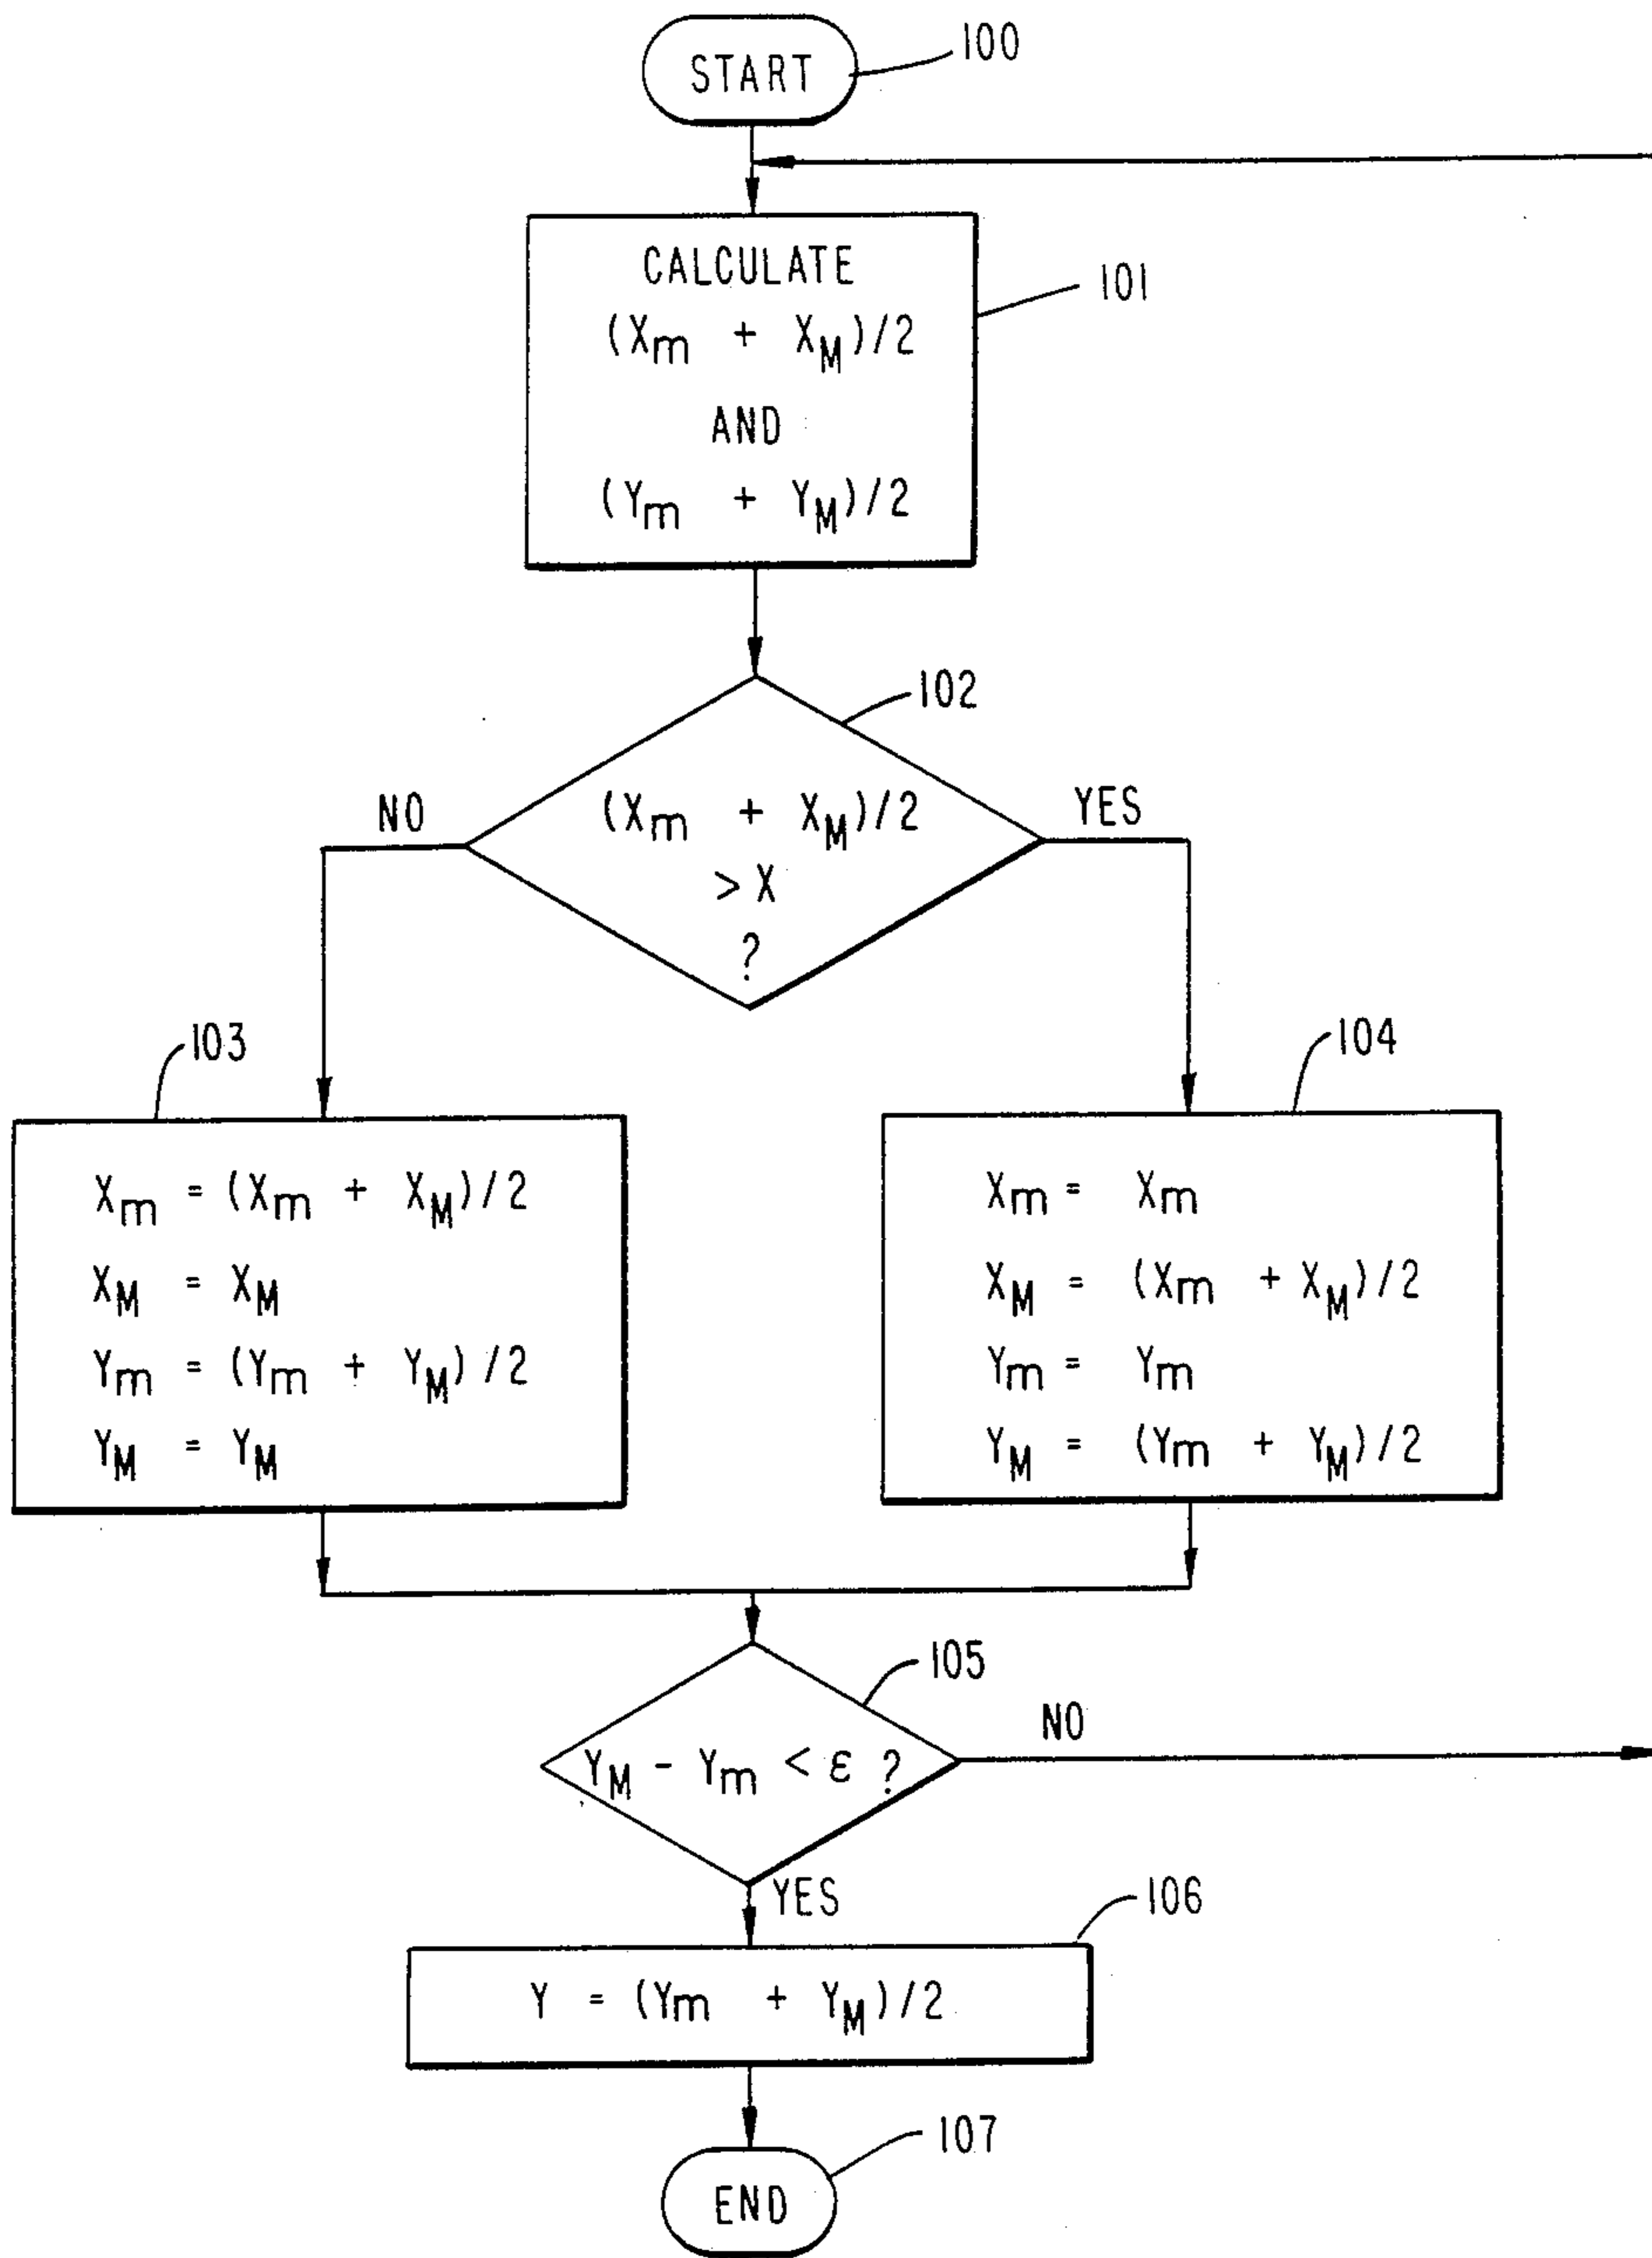 START
100
CALCULATE
(Xm + XM)/2
AND
(Ym + YM)/2
101
102
(Xm + XM)/2
> X
?
NO
YES
103
Xm = (Xm + XM)/2
XM = XM
Ym = (Ym + YM)/2
YM = YM
104
Xm = Xm
XM = (Xm + XM)/2
Ym = Ym
YM = (Ym + YM)/2
105
YM - Ym < ε ?
NO
YES
106
Y = (Ym + YM)/2
107
END